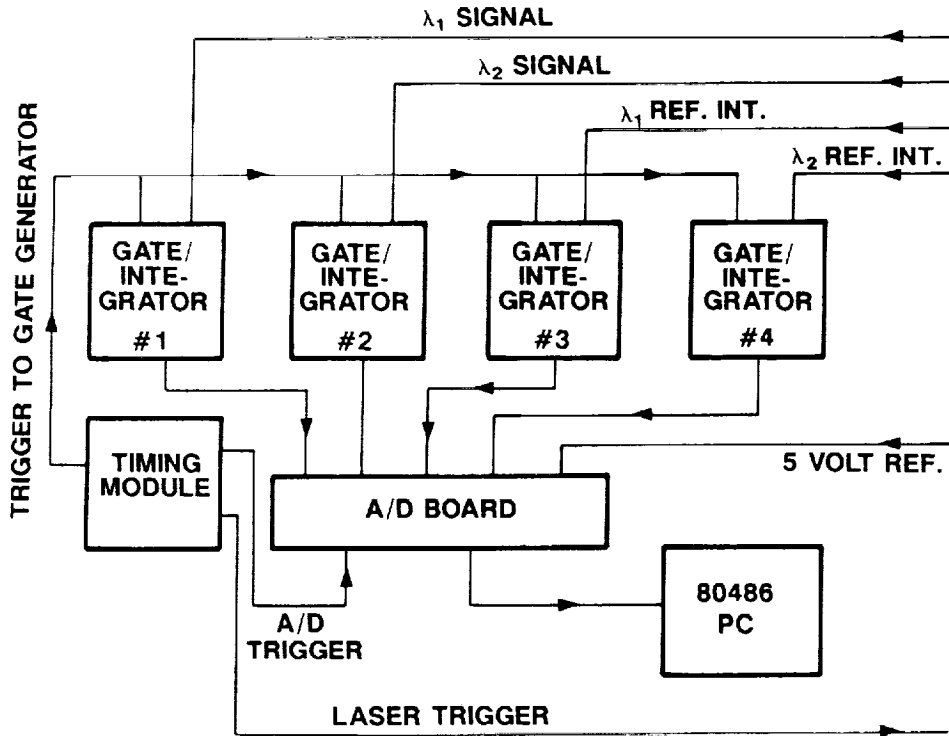 λ1 SIGNAL
λ2 SIGNAL
λ1 REF. INT.
λ2 REF. INT.
TRIGGER TO GATE GENERATOR
GATE/
INTE-
GRATOR
#1
GATE/
INTE-
GRATOR
#2
GATE/
INTE-
GRATOR
#3
GATE/
INTE-
GRATOR
#4
TIMING
MODULE
5 VOLT REF.
A/D BOARD
A/D
TRIGGER
80486
PC
LASER TRIGGER